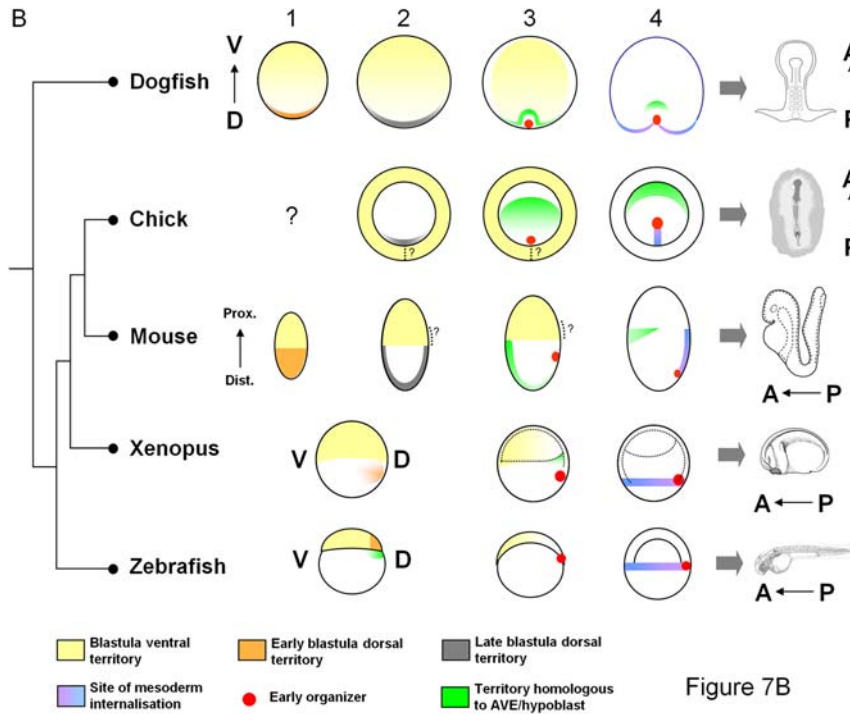 B
1 2 3 4
V
D
Dogfish
A
P
Chick
?
?
?
A
P
Mouse
Prox.
Dist.
?
?
A P
Xenopus
V D
A P
Zebrafish
V D
A P
Blastula ventral
territory
Early blastula dorsal
territory
Late blastula dorsal
territory
Site of mesoderm
internalisation
Early organizer
Territory homologous
to AVE/hypoblast
Figure 7B